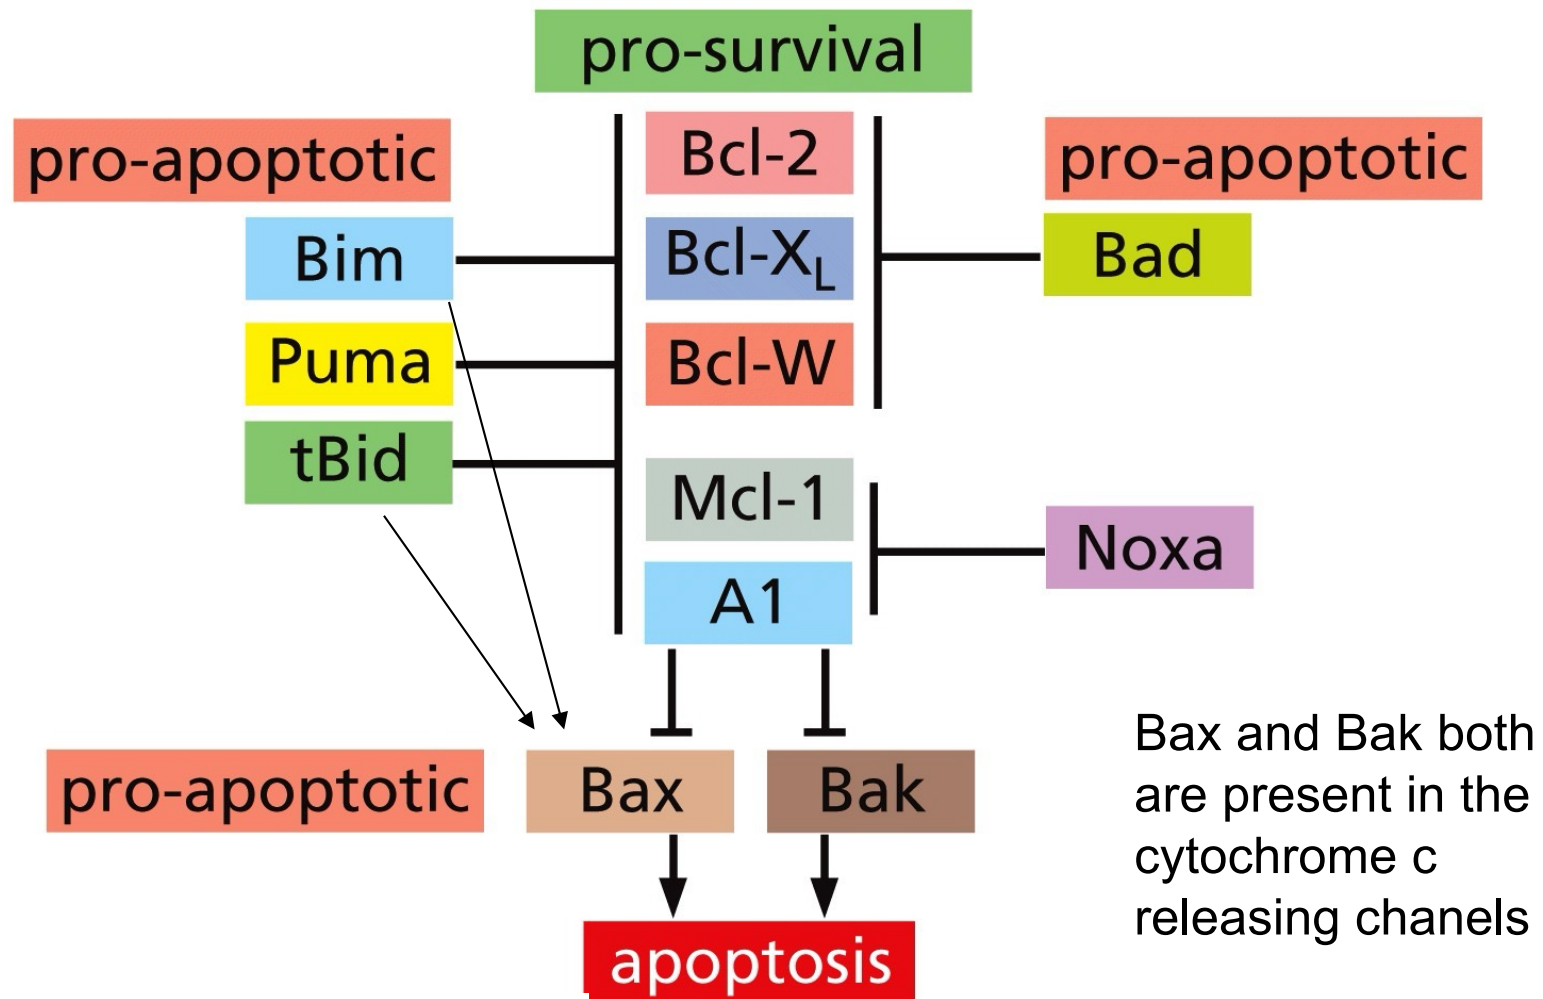 pro-survival
pro-apoptotic
Bim
Puma
tBid
Bcl-2
Bcl-XL
Bcl-W
Mcl-1
A1
pro-apoptotic
Bad
Noxa
pro-apoptotic
Bax
Bak
apoptosis
Bax and Bak both
are present in the
cytochrome c
releasing chanels